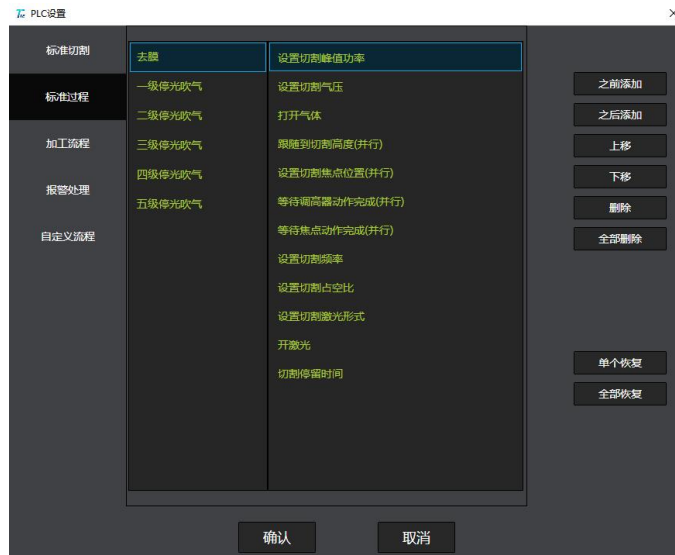 PLC设置
标准切割
标准过程
加工流程
报警处理
自定义流程
去膜
一级停光吹气
二级停光吹气
三级停光吹气
四级停光吹气
五级停光吹气
设置切割峰值功率
设置切割气压
打开气体
跟随到切割高度(并行)
设置切割焦点位置(并行)
等待调高器动作完成(并行)
等待焦点动作完成(并行)
设置切割频率
设置切割占空比
设置切割激光形式
开激光
切割停留时间
之前添加
之后添加
上移
下移
删除
全部删除
单个恢复
全部恢复
确认
取消